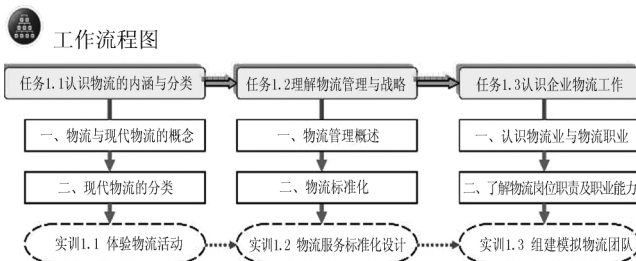 工作流程图
任务1.1认识物流的内涵与分类
任务1.2理解物流管理与战略
任务1.3认识企业物流工作
一、物流与现代物流的概念
一、物流管理概述
一、认识物流业与物流职业
二、现代物流的分类
二、物流标准化
二、了解物流岗位职责及职业能力
实训1.1 体验物流活动
实训1.2 物流服务标准化设计
实训1.3 组建模拟物流团队